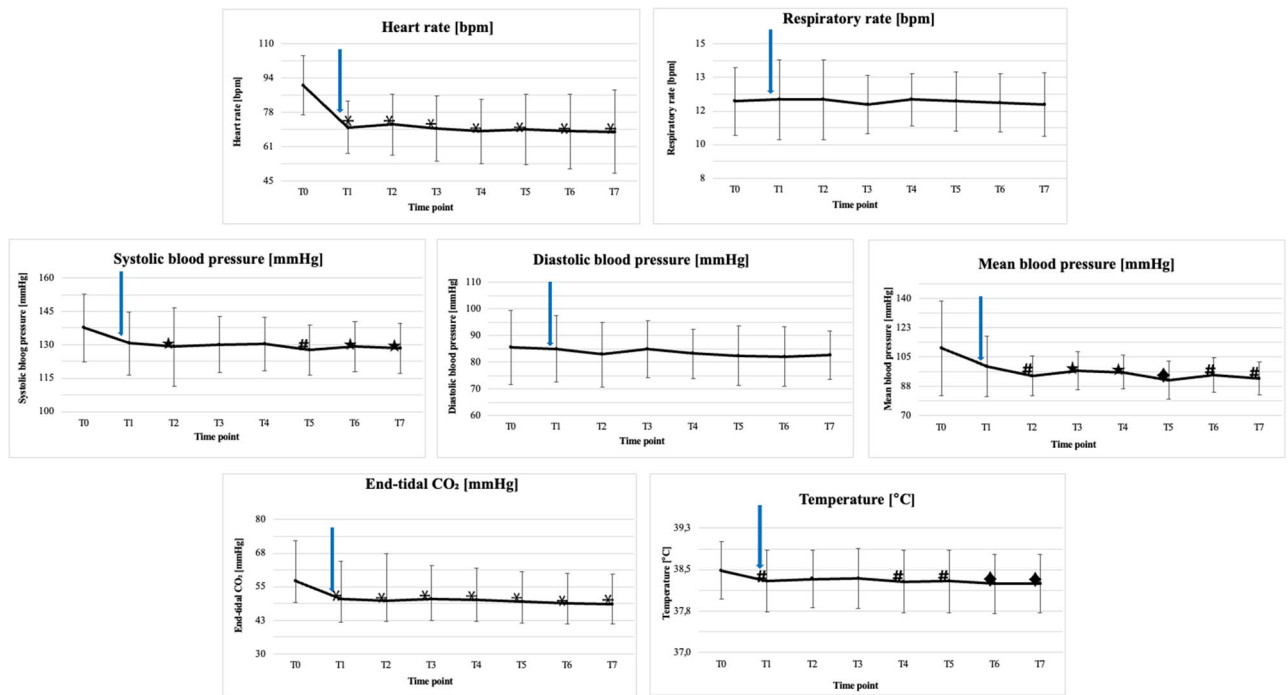 Heart rate [bpm]
Heart rate [bpm]
110
94
78
61
45
T0 T1 T2 T3 T4 T5 T6 T7
Time point
Respiratory rate [bpm]
Respiratory rate [bpm]
15
13
12
10
8
T0 T1 T2 T3 T4 T5 T6 T7
Time point
Systolic blood pressure [mmHg]
Systolic bloog pressure [mmHg]
160
145
130
115
100
# 
T0 T1 T2 T3 T4 T5 T6 T7
Time point
Diastolic blood pressure [mmHg]
Diastolic blood pressure [mmHg]
110
100
90
80
70
60
T0 T1 T2 T3 T4 T5 T6 T7
Time point
Mean blood pressure [mmHg]
Mean blood pressure [mmHg]
140
123
105
88
70
# # #
T0 T1 T2 T3 T4 T5 T6 T7
Time point
End-tidal CO₂ [mmHg]
End-tidal CO₂ [mmHg]
80
68
55
43
30
T0 T1 T2 T3 T4 T5 T6 T7
Time point
Temperature [°C]
Temperature [°C]
39,3
38,5
37,8
37,0
# # #
T0 T1 T2 T3 T4 T5 T6 T7
Time point